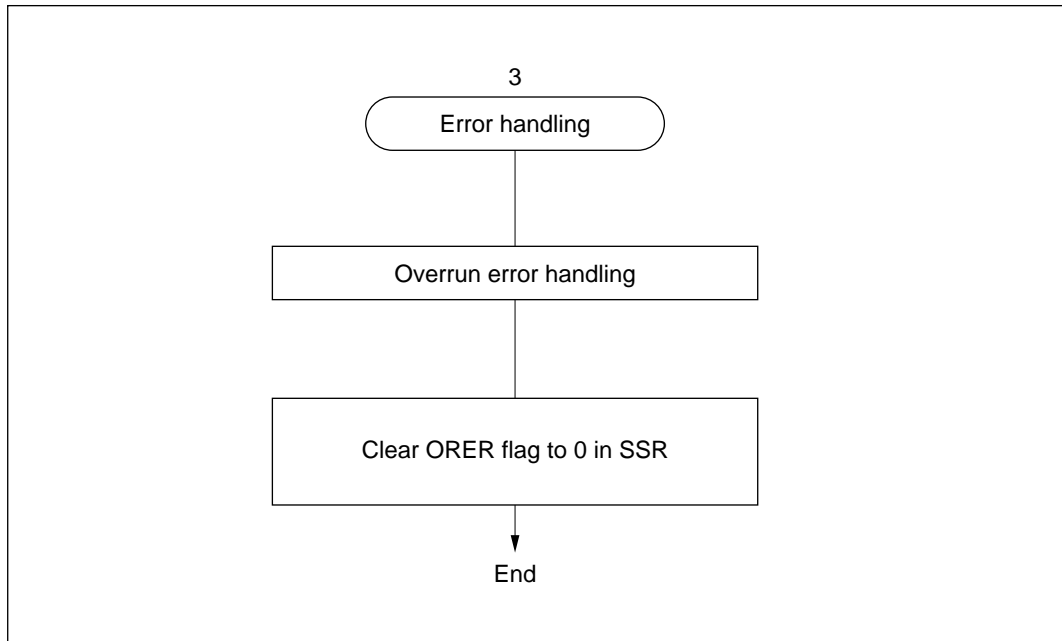 3
Error handling
Overrun error handling
Clear ORER flag to 0 in SSR
End